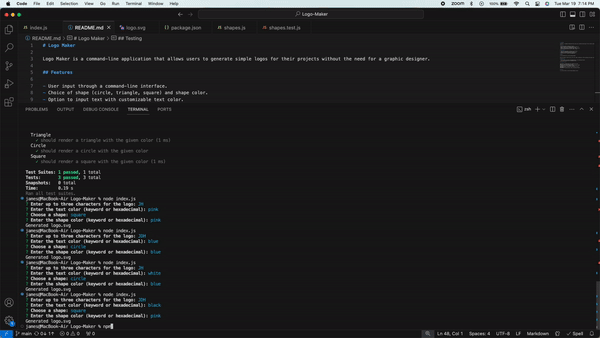 Code File Edit Selection View Go Run Terminal Window Help zoom 100% Tue Mar 19 7:14 PM
Logo-Maker
index.js README.md logo.svg package.json shapes.js shapes.test.js
README.md > # Logo Maker > ## Testing
1 # Logo Maker
2
3 Logo Maker is a command-line application that allows users to generate simple logos for their projects without the need for a graphic designer.
4
5 ## Features
6
7 - User input through a command-line interface.
8 - Choice of shape (circle, triangle, square) and shape color.
9 - Option to input text with customizable text color.
PROBLEMS OUTPUT DEBUG CONSOLE TERMINAL PORTS zsh
Triangle
✓ should render a triangle with the given color (1 ms)
Circle
✓ should render a circle with the given color
Square
✓ should render a square with the given color (1 ms)
Test Suites: 1 passed, 1 total
Tests: 3 passed, 3 total
Snapshots: 0 total
Time: 0.19 s
Ran all test suites.
james@MacBook-Air Logo-Maker % node index.js
? Enter up to three characters for the logo: JH
? Enter the text color (keyword or hexadecimal): pink
? Choose a shape: square
? Enter the shape color (keyword or hexadecimal): pink
Generated logo.svg
james@MacBook-Air Logo-Maker % node index.js
? Enter up to three characters for the logo: JDH
? Enter the text color (keyword or hexadecimal): blue
? Choose a shape: circle
? Enter the shape color (keyword or hexadecimal): blue
Generated logo.svg
james@MacBook-Air Logo-Maker % node index.js
? Enter up to three characters for the logo: JH
? Enter the text color (keyword or hexadecimal): white
? Choose a shape: circle
? Enter the shape color (keyword or hexadecimal): blue
Generated logo.svg
james@MacBook-Air Logo-Maker % node index.js
? Enter up to three characters for the logo: JDH
? Enter the text color (keyword or hexadecimal): black
? Choose a shape: square
? Enter the shape color (keyword or hexadecimal): pink
Generated logo.svg
james@MacBook-Air Logo-Maker % npm
main 0 0 0 Ln 48, Col 1 Spaces: 4 UTF-8 LF Markdown Spell